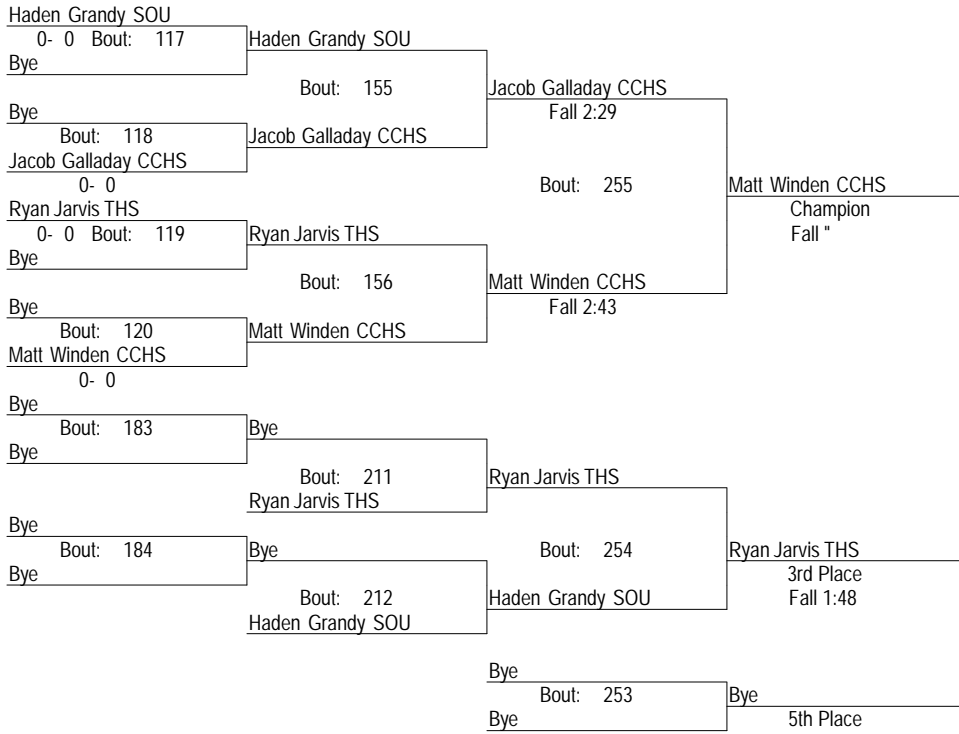 Haden Grandy SOU
0- 0 Bout: 117
Haden Grandy SOU
Bye
Bout: 155
Jacob Galladay CCHS
Fall 2:29
Bye
Bout: 118
Jacob Galladay CCHS
Jacob Galladay CCHS
0- 0
Bout: 255
Matt Winden CCHS
Champion
Fall "
Ryan Jarvis THS
0- 0 Bout: 119
Ryan Jarvis THS
Bye
Bout: 156
Matt Winden CCHS
Fall 2:43
Bye
Bout: 120
Matt Winden CCHS
Matt Winden CCHS
0- 0
Bye
Bout: 183
Bye
Bye
Bout: 211
Ryan Jarvis THS
Ryan Jarvis THS
Bye
Bout: 184
Bye
Bye
Bout: 254
Ryan Jarvis THS
3rd Place
Fall 1:48
Bout: 212
Haden Grandy SOU
Haden Grandy SOU
Bye
Bout: 253
Bye
Bye
5th Place